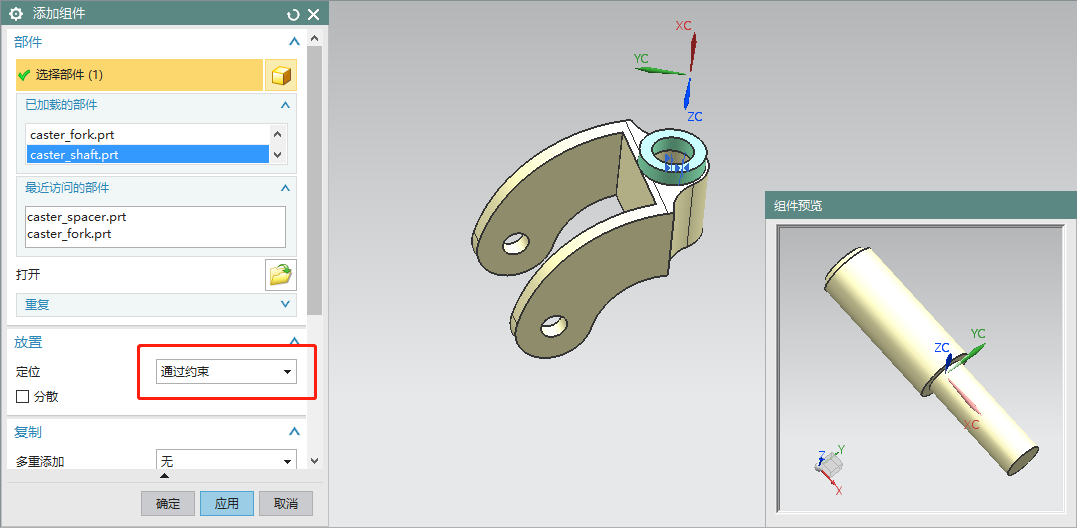 添加组件
部件
选择部件 (1)
已加载的部件
caster_fork.prt
caster_shaft.prt
最近访问的部件
caster_spacer.prt
caster_fork.prt
打开
重复
放置
定位
通过约束
分散
复制
多重添加
无
确定
应用
取消
XC
YC
ZC
组件预览
YC
ZC
XC
Z
Y
X